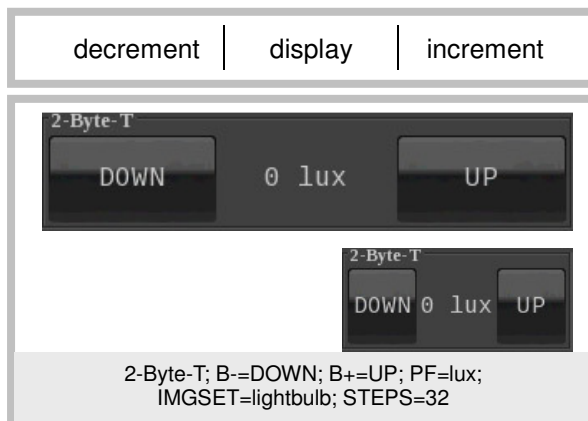 decrement display increment
2-Byte-T
DOWN 0 lux UP
2-Byte-T
DOWN 0 lux UP
2-Byte-T; B-=DOWN; B+=UP; PF=lux;
IMGSET=lightbulb; STEPS=32